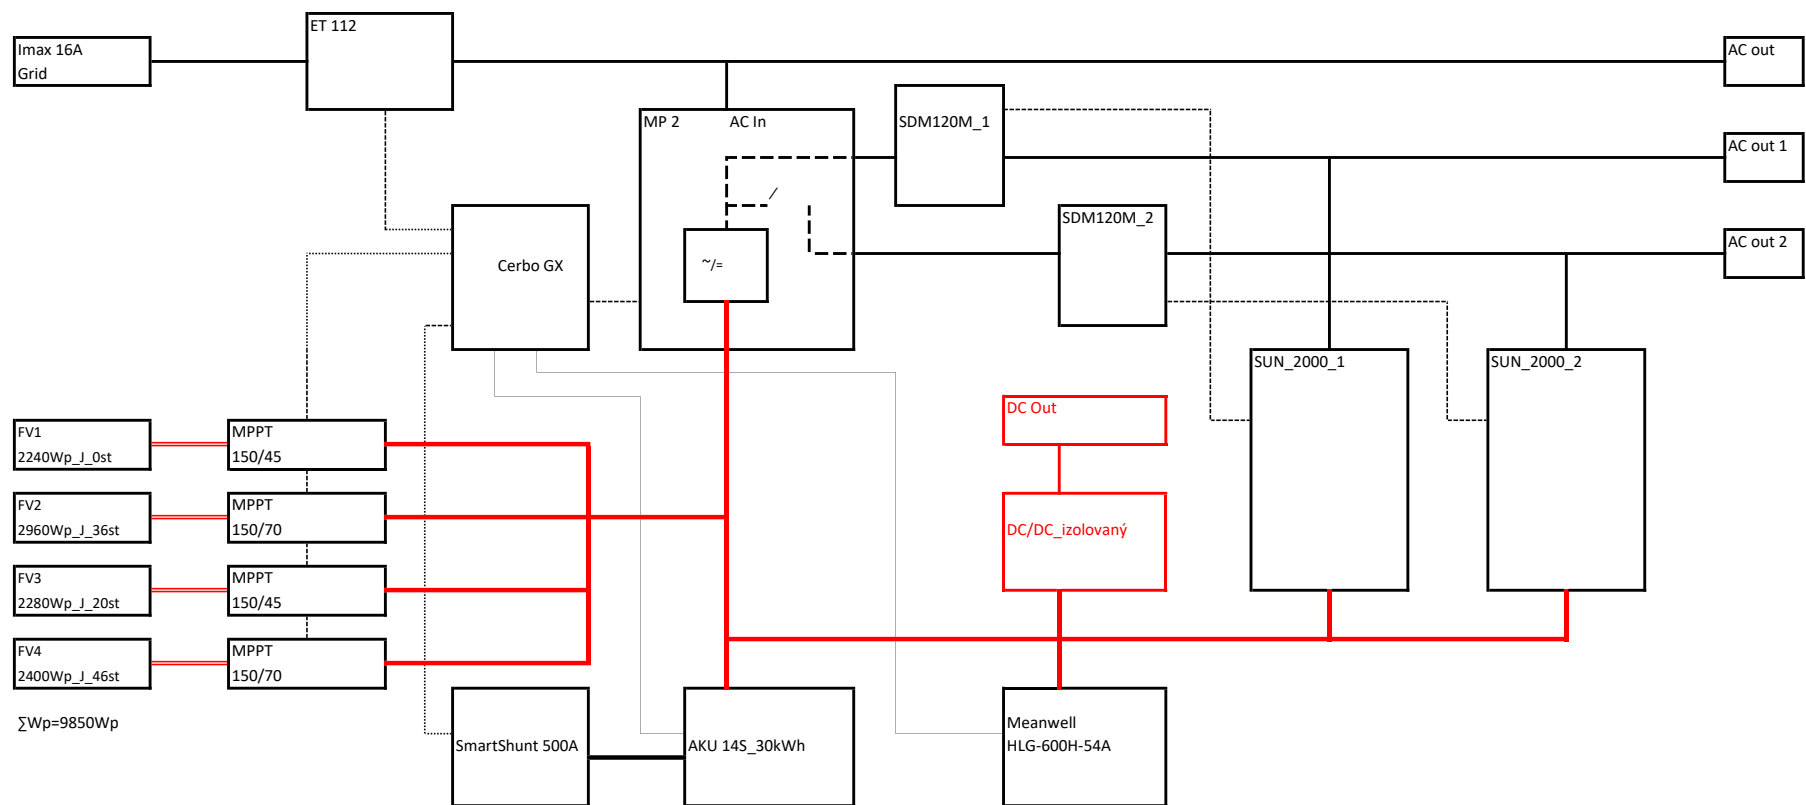 ET 112
Imax 16A
Grid
AC out
MP 2
AC In
SDM120M_1
AC out 1
/
SDM120M_2
AC out 2
Cerbo GX
~/=
SUN_2000_1
SUN_2000_2
DC Out
FV1
2240Wp_J_0st
MPPT
150/45
FV2
2960Wp_J_36st
MPPT
150/70
DC/DC_izolovaný
FV3
2280Wp_J_20st
MPPT
150/45
FV4
2400Wp_J_46st
MPPT
150/70
∑Wp=9850Wp
SmartShunt 500A
AKU 14S_30kWh
Meanwell
HLG-600H-54A